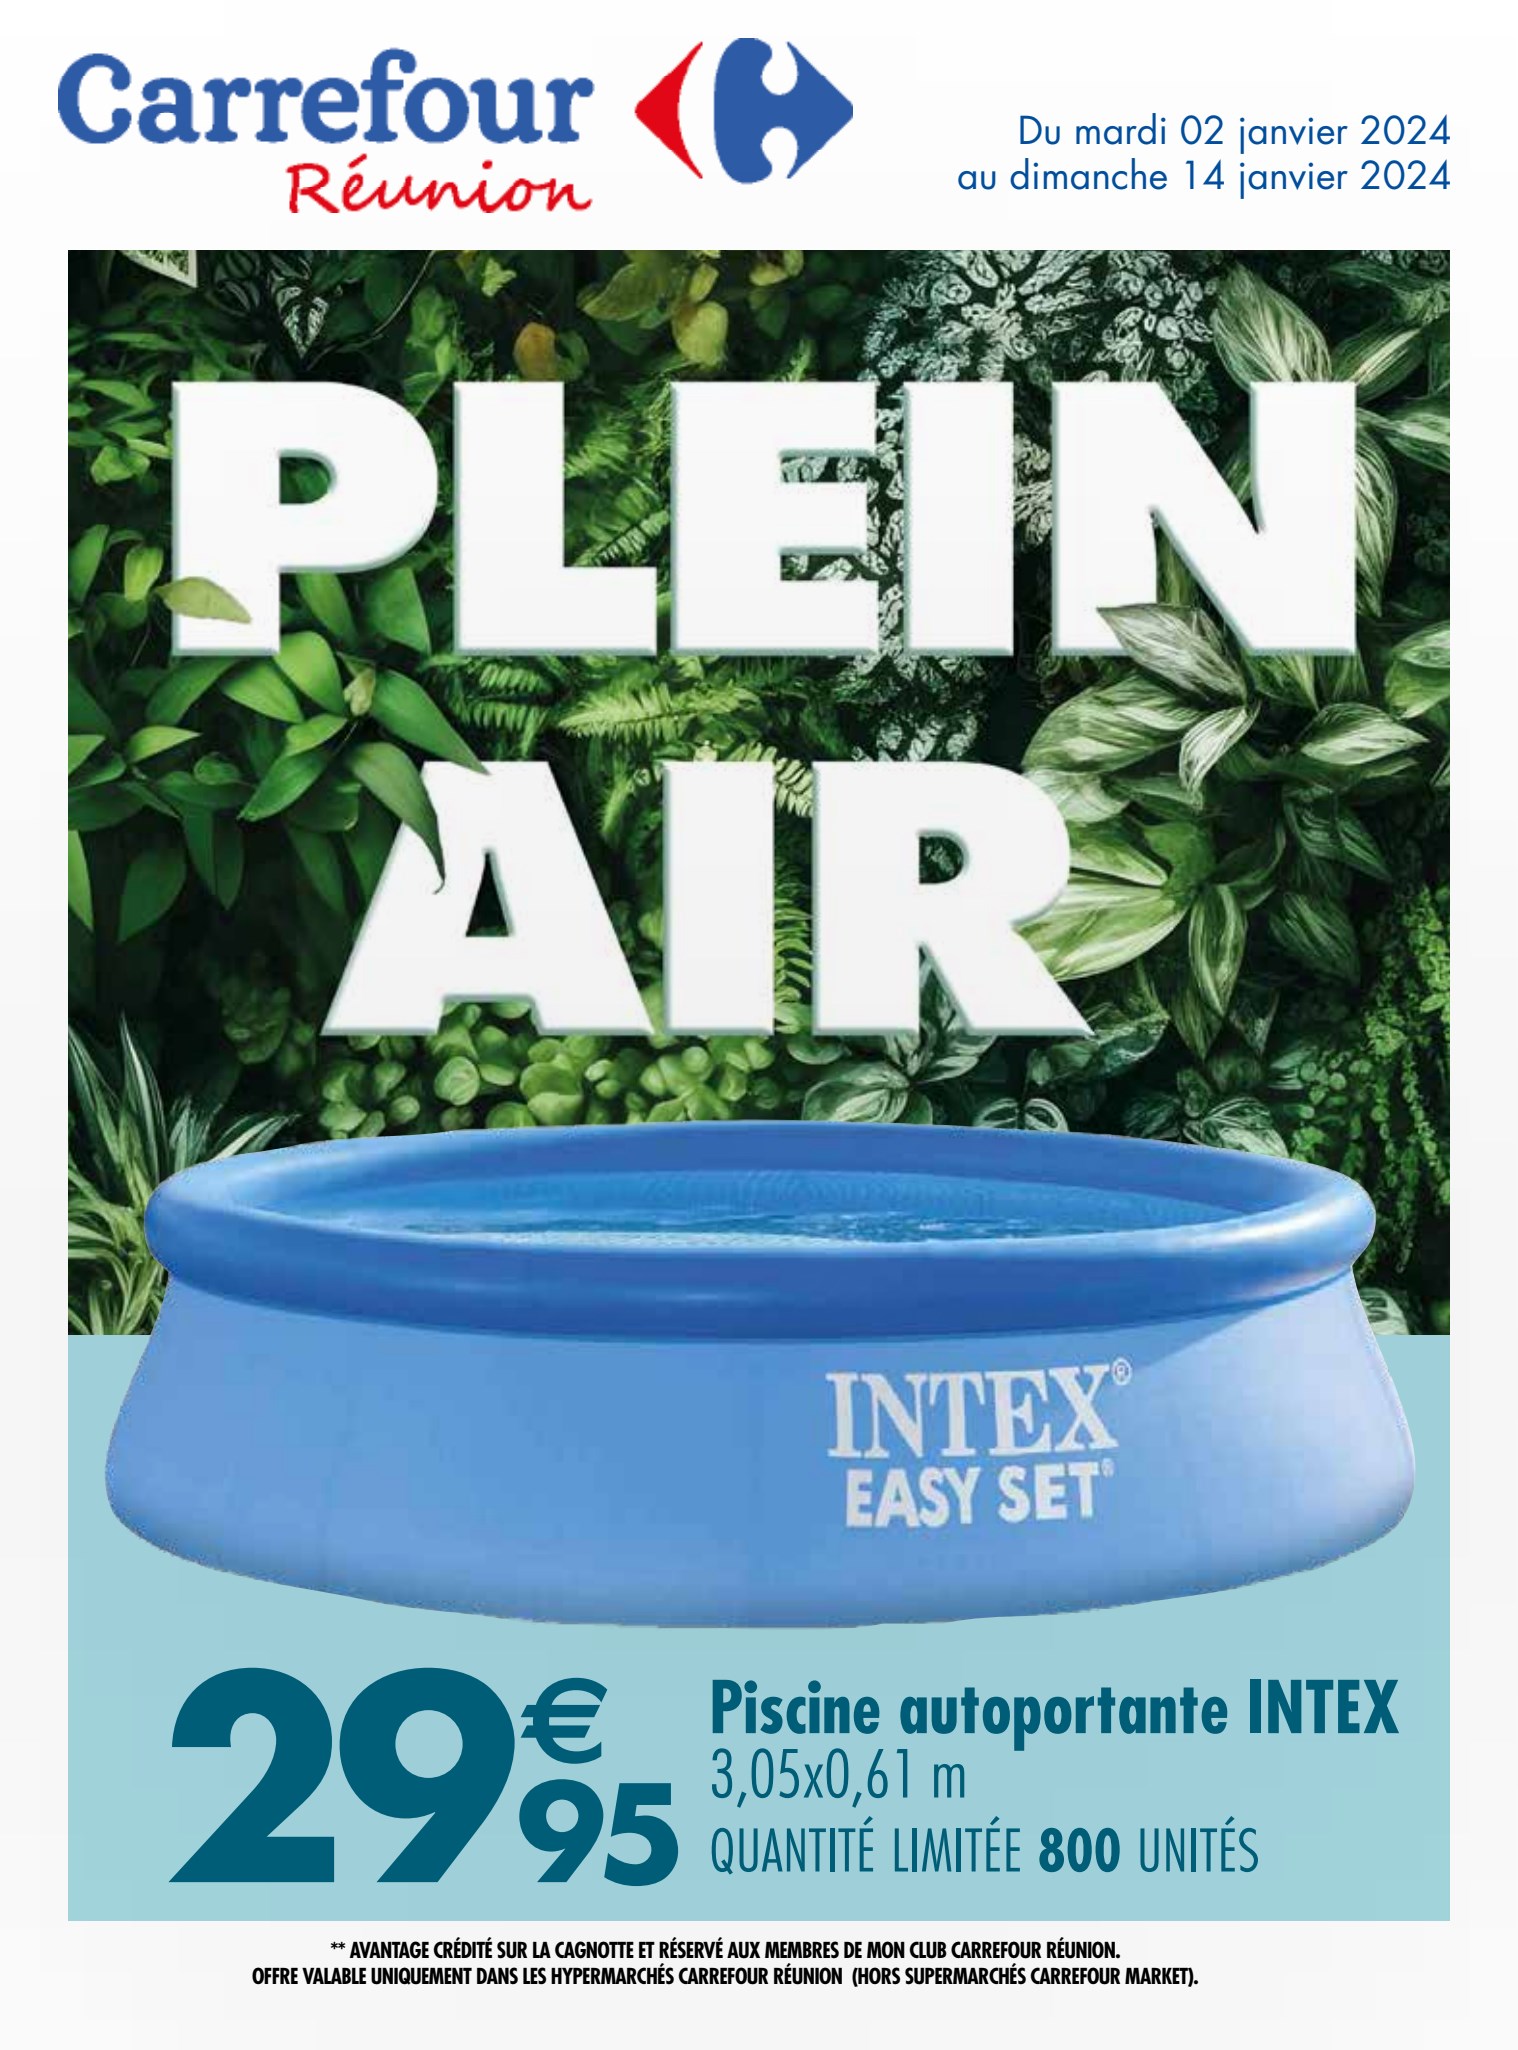 Carrefour
Réunion
Du mardi 02 janvier 2024
au dimanche 14 janvier 2024
PLEIN
AIR
INTEX®
EASY SET®
29€95
Piscine autoportante INTEX
3,05x0,61 m
QUANTITÉ LIMITÉE 800 UNITÉS
** AVANTAGE CRÉDITÉ SUR LA CAGNOTTE ET RÉSERVÉ AUX MEMBRES DE MON CLUB CARREFOUR RÉUNION.
OFFRE VALABLE UNIQUEMENT DANS LES HYPERMARCHÉS CARREFOUR RÉUNION (HORS SUPERMARCHÉS CARREFOUR MARKET).